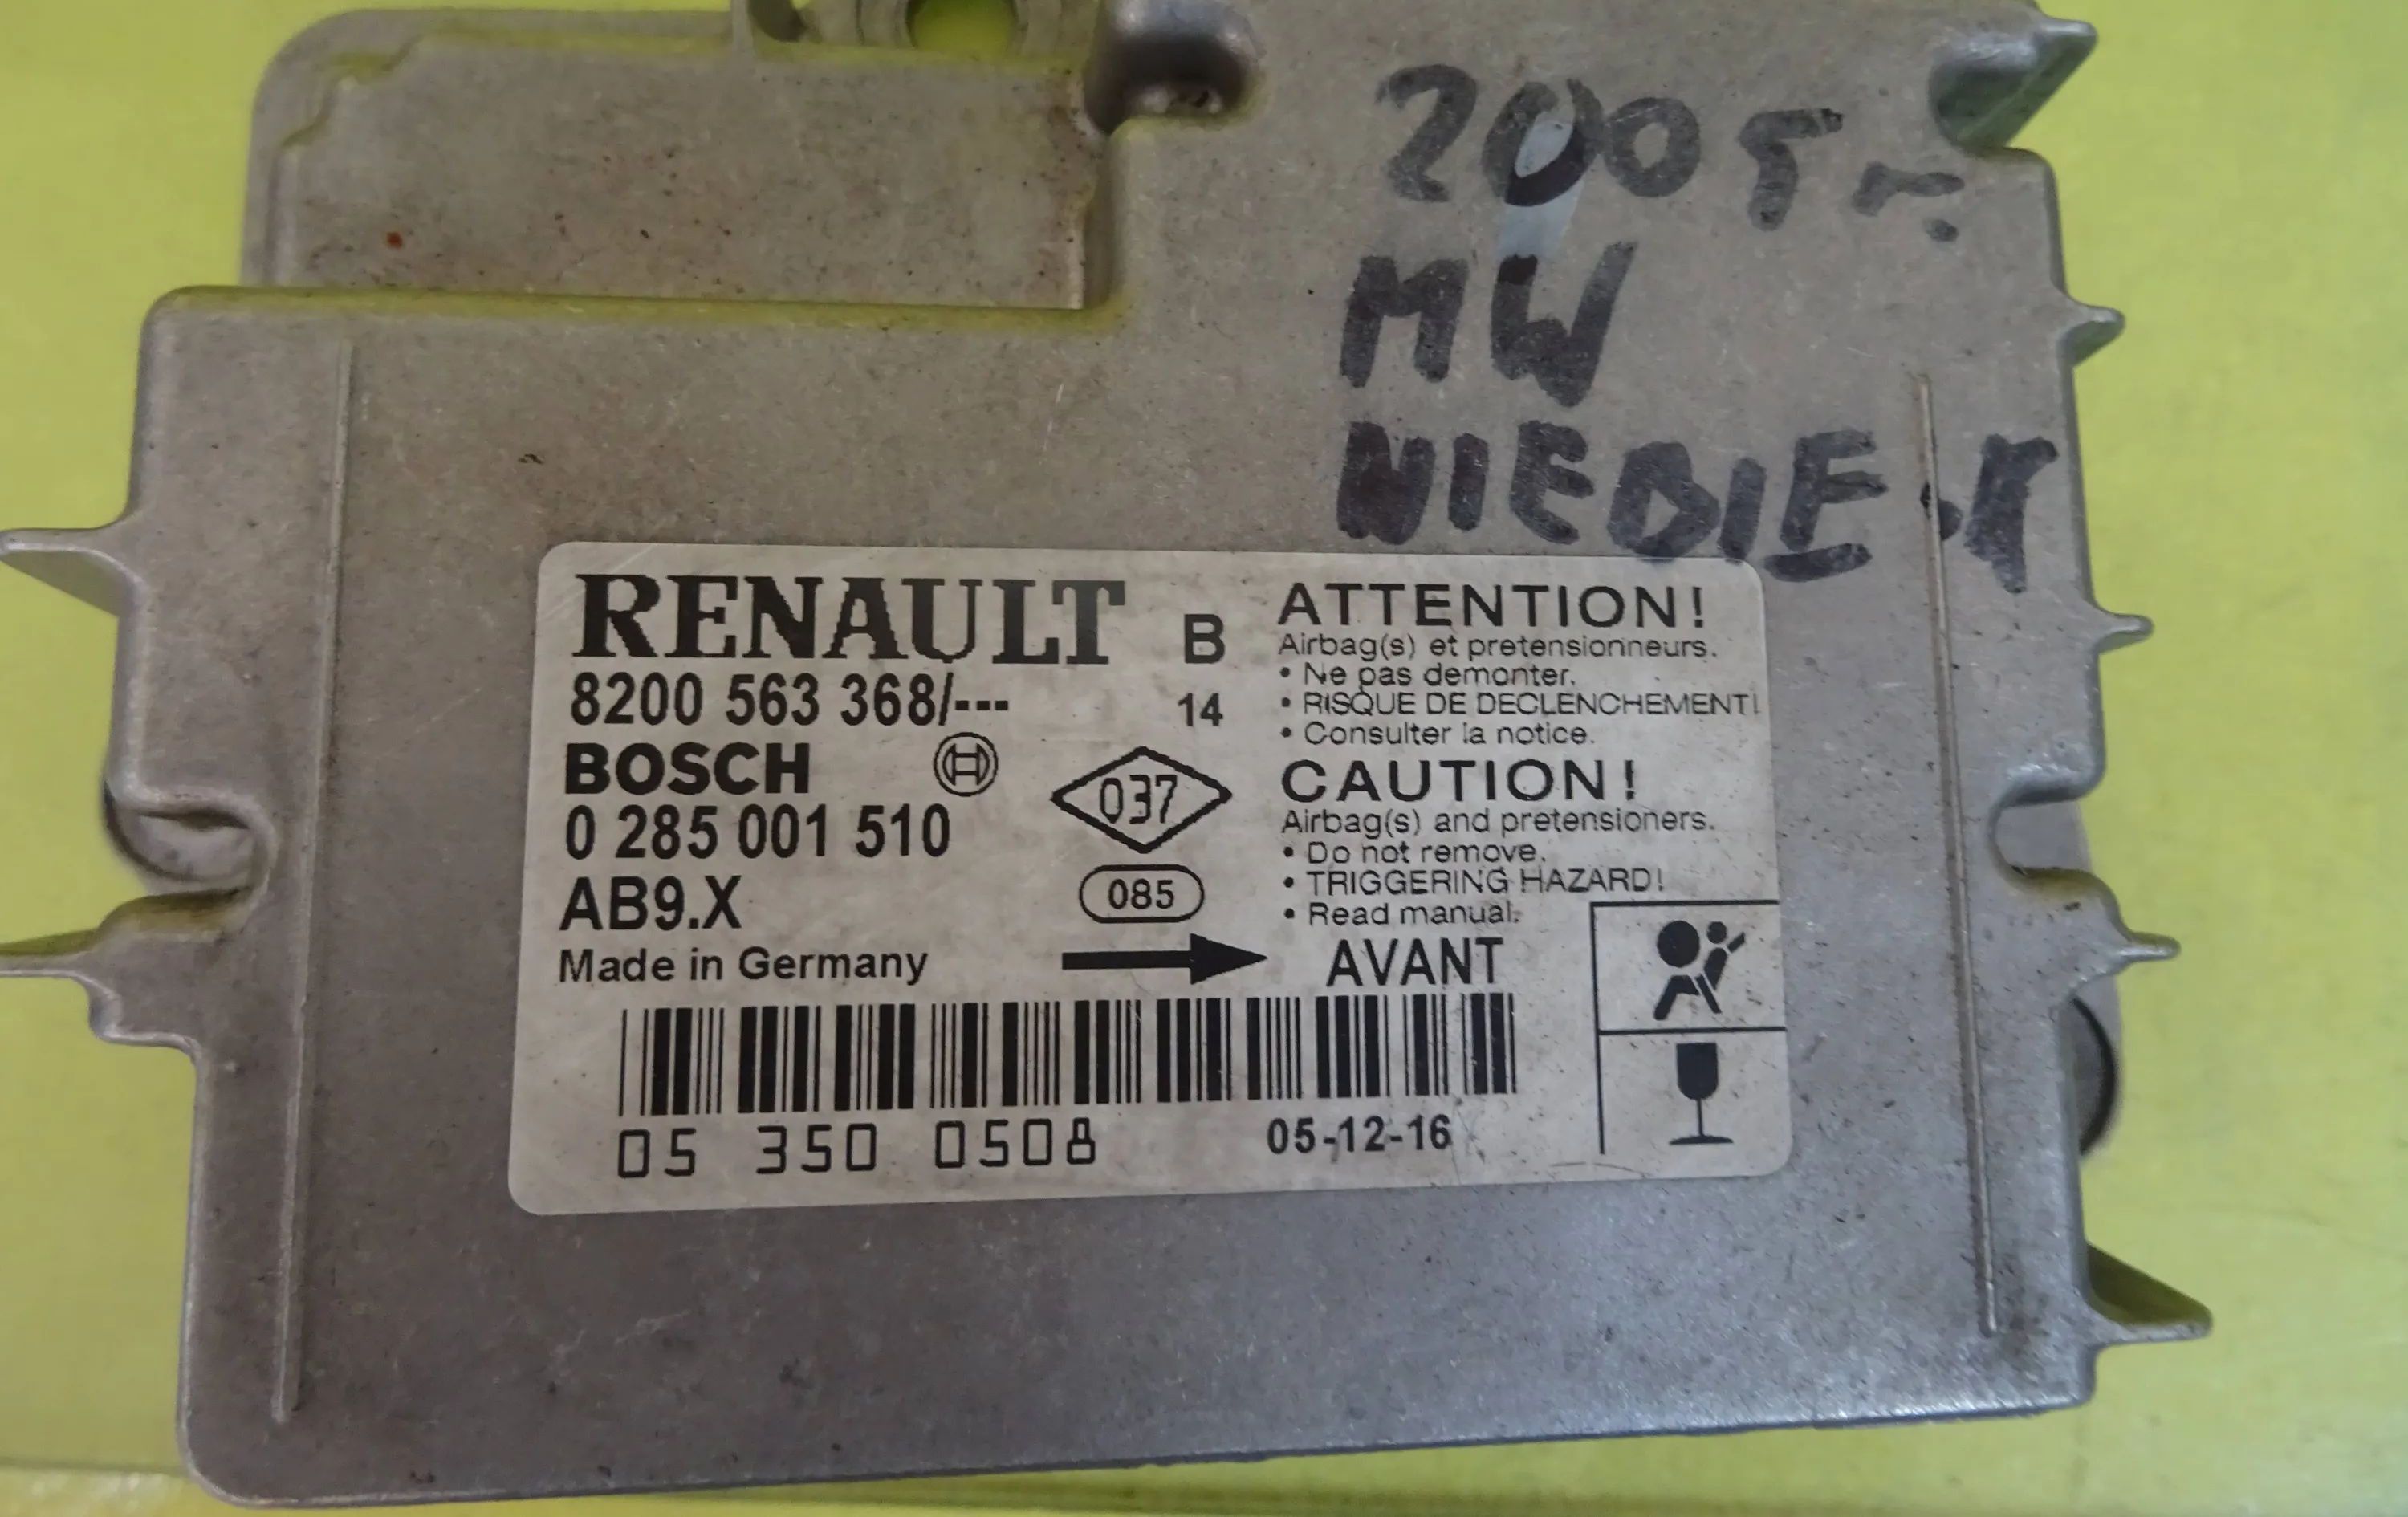 2005 r.
MW
NIEBIE.
RENAULT B
8200 563 368/--- 14
BOSCH
0 285 001 510
AB9.X
Made in Germany
037
085
ATTENTION!
Airbag(s) et pretensionneurs.
• Ne pas demonter.
• RISQUE DE DECLENCHEMENT!
• Consulter la notice.
CAUTION!
Airbag(s) and pretensioners.
• Do not remove.
• TRIGGERING HAZARD!
• Read manual.
AVANT
05 350 0508 05-12-16